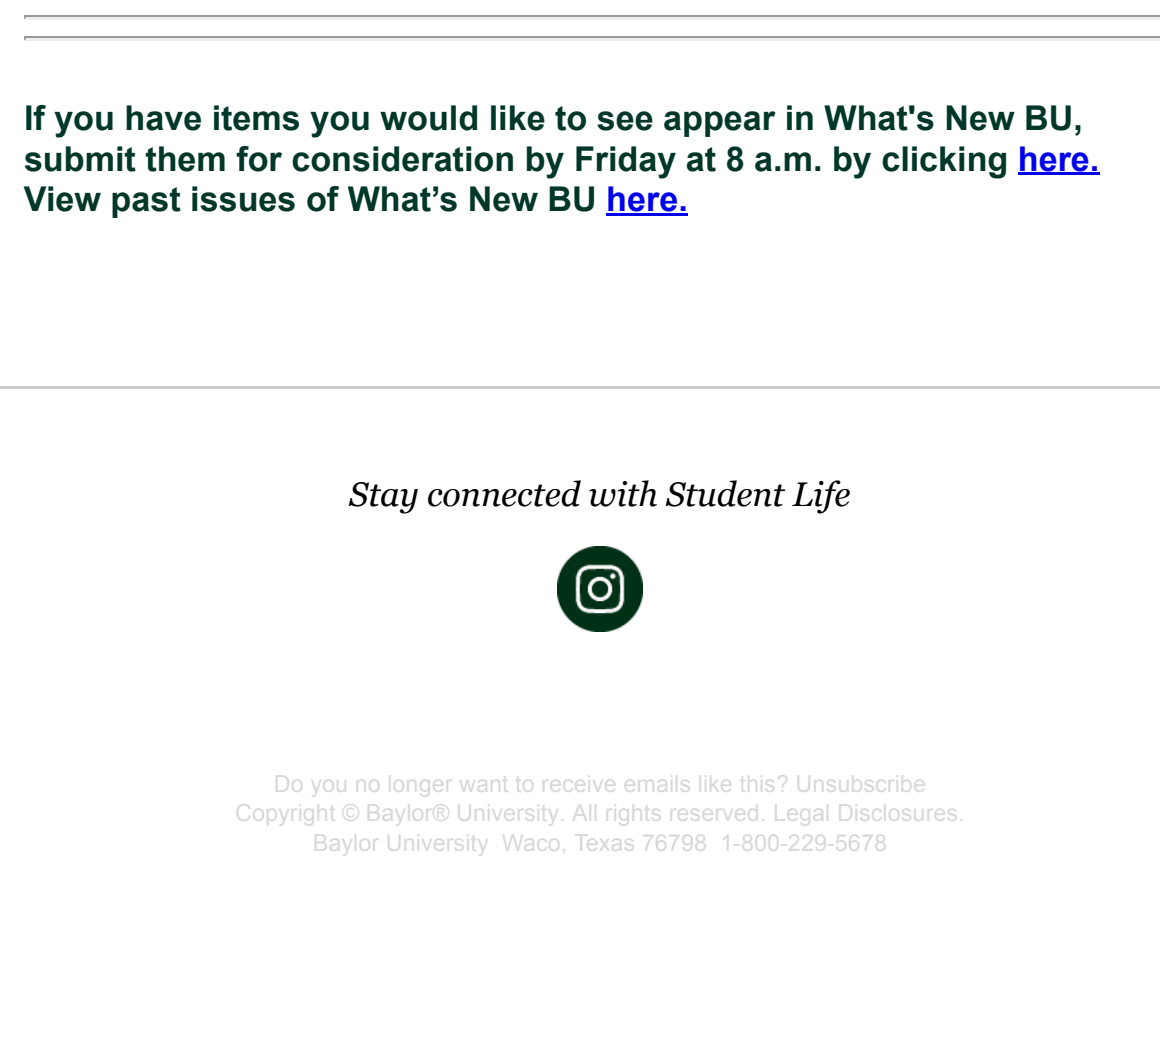 If you have items you would like to see appear in What's New BU,
submit them for consideration by Friday at 8 a.m. by clicking here.
View past issues of What’s New BU here.
Stay connected with Student Life
Do you no longer want to receive emails like this? Unsubscribe
Copyright © Baylor® University. All rights reserved. Legal Disclosures.
Baylor University  Waco, Texas 76798  1-800-229-5678